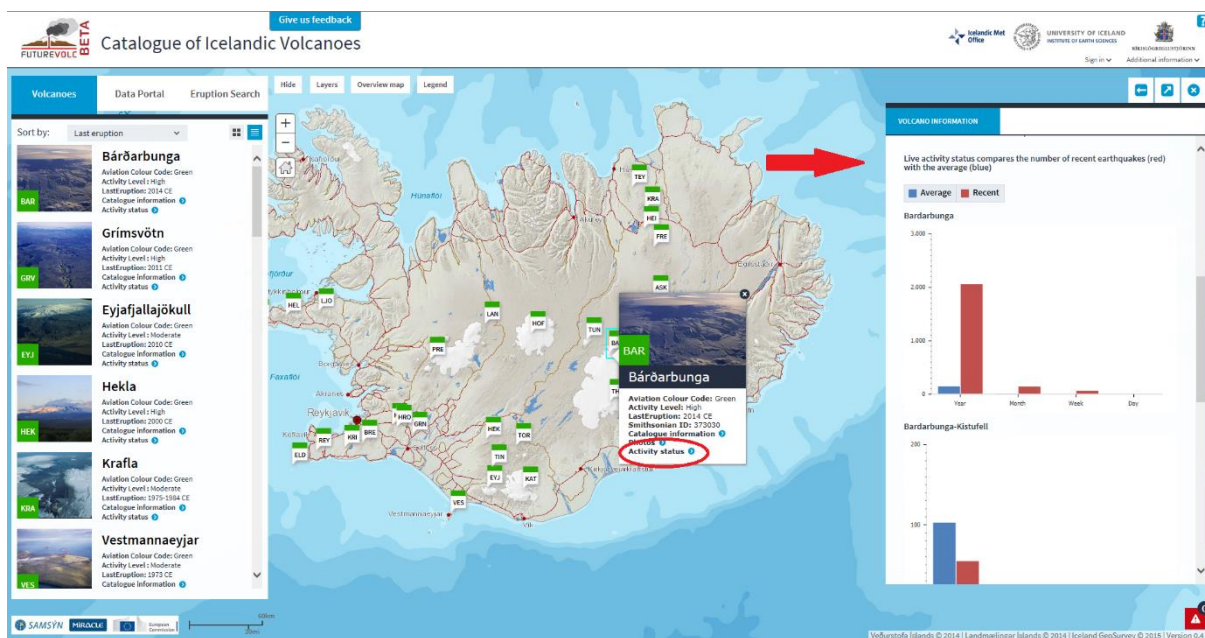 Give us feedback
FUTUREVOLC BETA
Catalogue of Icelandic Volcanoes
Icelandic Met
Office
UNIVERSITY OF ICELAND
INSTITUTE OF EARTH SCIENCES
Sign in
Additional information
?
Volcanoes
Data Portal
Eruption Search
Sort by:
Last eruption
Bárðarbunga
Aviation Colour Code: Green
Activity Level : High
LastEruption: 2014 CE
Catalogue information
Activity status
BAR
Grímsvötn
Aviation Colour Code: Green
Activity Level : High
LastEruption: 2011 CE
Catalogue information
Activity status
GRV
Eyjafjallajökull
Aviation Colour Code: Green
Activity Level : Moderate
LastEruption: 2010 CE
Catalogue information
Activity status
EYJ
Hekla
Aviation Colour Code: Green
Activity Level : High
LastEruption: 2000 CE
Catalogue information
Activity status
HEK
Krafla
Aviation Colour Code: Green
Activity Level : Moderate
LastEruption: 1975-1984 CE
Catalogue information
Activity status
KRA
Vestmannaeyjar
Aviation Colour Code: Green
Activity Level : Moderate
LastEruption: 1973 CE
Catalogue information
VES
Hide
Layers
Overview map
Legend
+
−
Húnaflói
TEY
KRA
HEI
FRE
ASK
HEL
LJO
LAN
HOF
TUN
PRE
Faxaflói
Akranes
Reykjavik
HRO
GRN
BRE
KRI
REY
ELD
HEK
TOR
TIN
EYJ
KAT
VES
Vestmannaeyjar
Vík
BAR
Bárðarbunga
Aviation Colour Code: Green
Activity Level: High
LastEruption: 2014 CE
Smithsonian ID: 373030
Catalogue information
Photos
Activity status
VOLCANO INFORMATION
Live activity status compares the number of recent earthquakes (red)
with the average (blue)
Average
Recent
Bardarbunga
3.000
2.000
1.000
0
Year
Month
Week
Day
Bardarbunga-Kistufell
200
100
SAMSÝN
MIRACLE
European
Commission
60km
20mi
Veðurstofa Íslands © 2014 | Landmælingar Íslands © 2014 | Iceland GeoSurvey © 2015 | Version 0.4